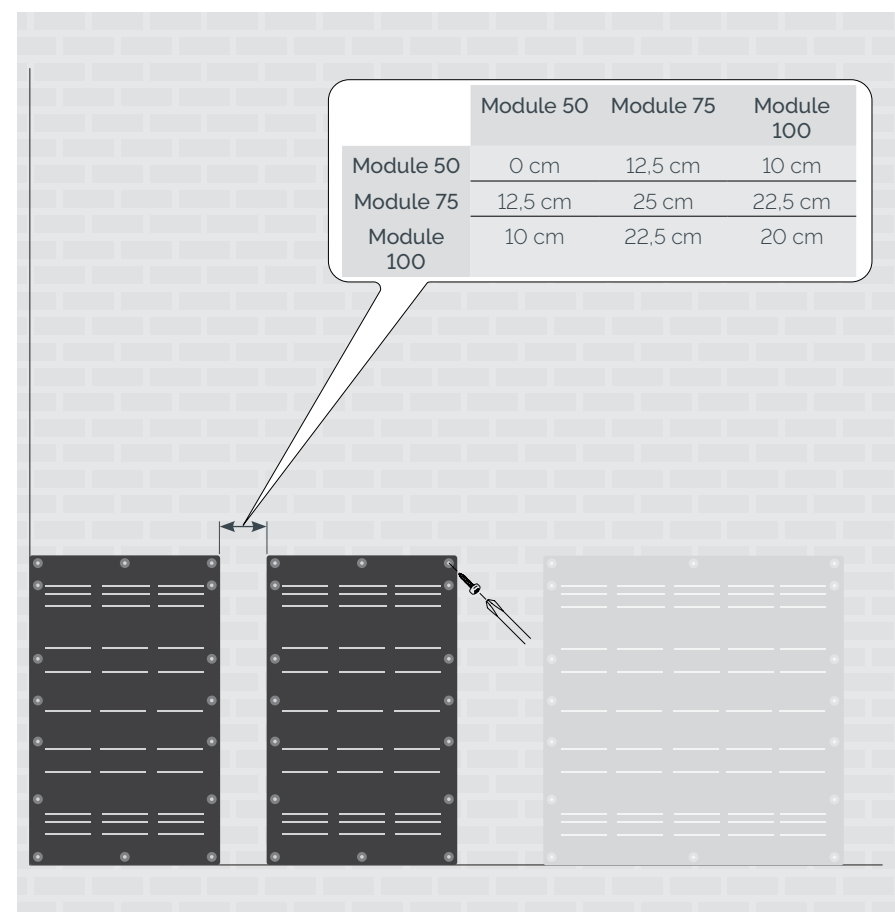 Module 50 Module 75 Module
100
Module 50 0 cm 12,5 cm 10 cm
Module 75 12,5 cm 25 cm 22,5 cm
Module 10 cm 22,5 cm 20 cm
100